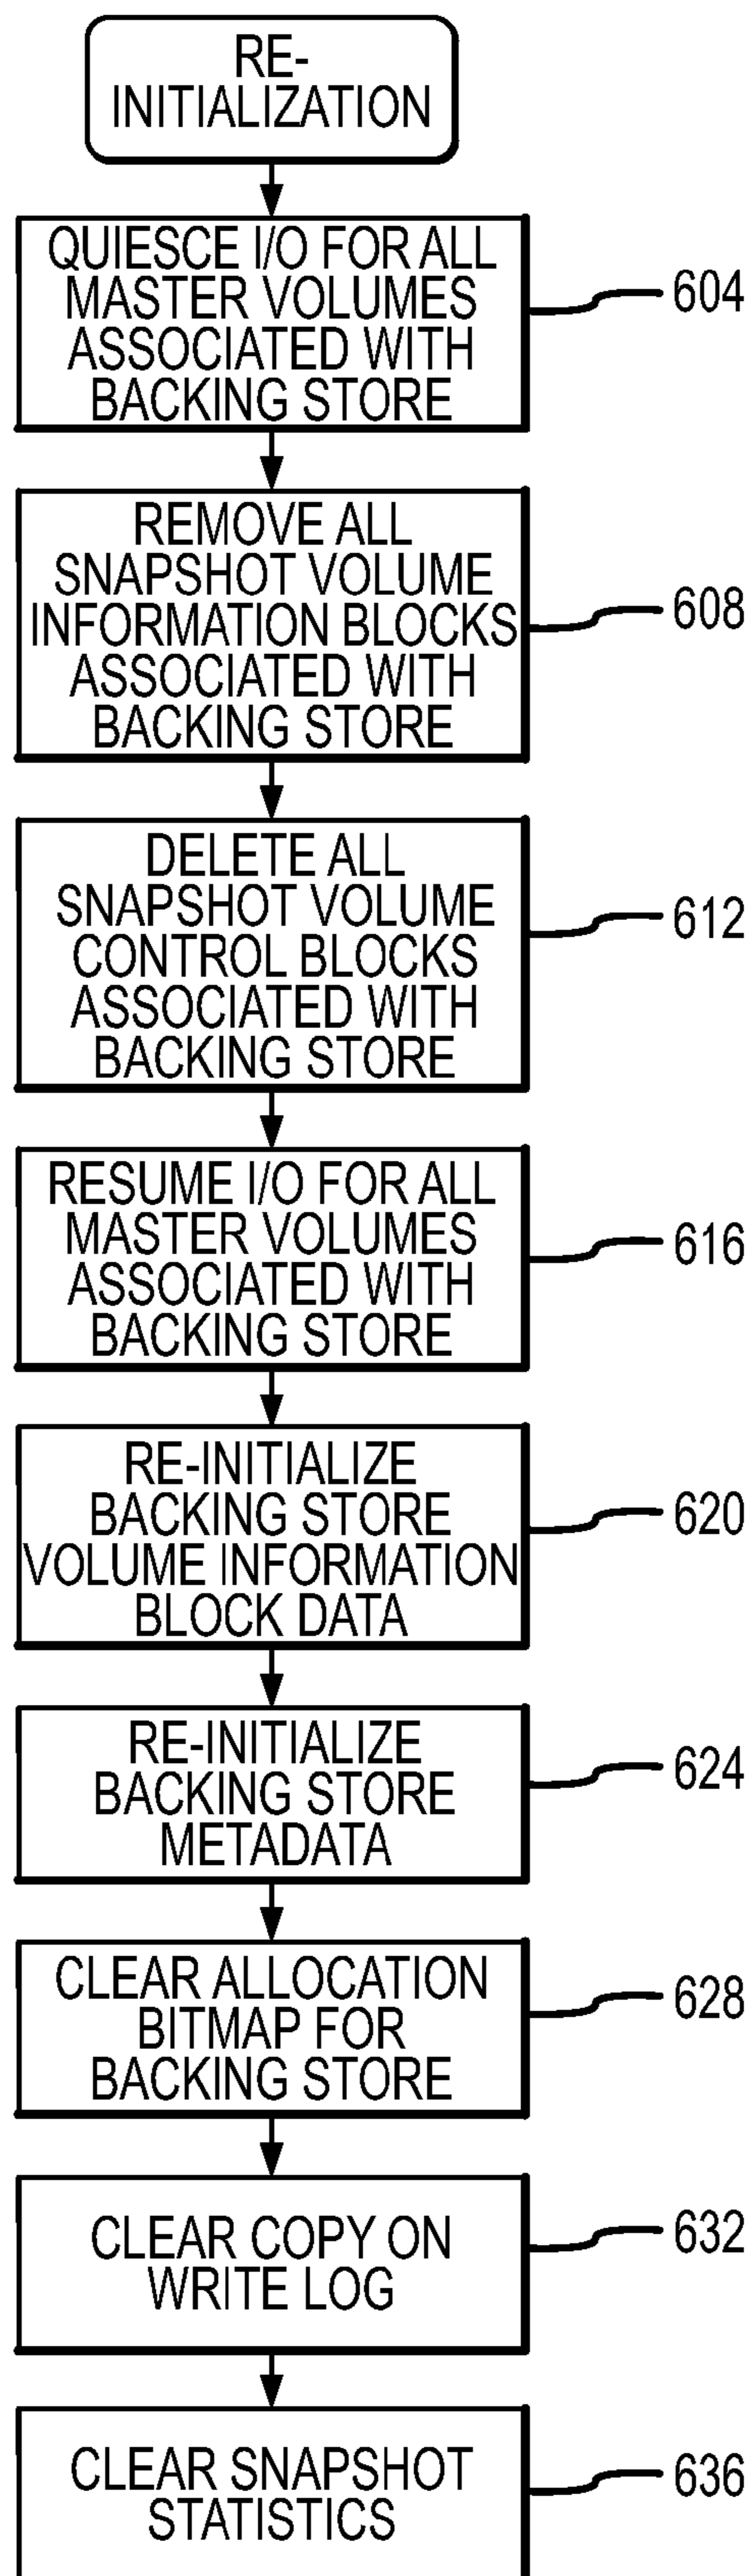 RE-
INITIALIZATION
QUIESCE I/O FOR ALL
MASTER VOLUMES
ASSOCIATED WITH
BACKING STORE
604
REMOVE ALL
SNAPSHOT VOLUME
INFORMATION BLOCKS
ASSOCIATED WITH
BACKING STORE
608
DELETE ALL
SNAPSHOT VOLUME
CONTROL BLOCKS
ASSOCIATED WITH
BACKING STORE
612
RESUME I/O FOR ALL
MASTER VOLUMES
ASSOCIATED WITH
BACKING STORE
616
RE-INITIALIZE
BACKING STORE
VOLUME INFORMATION
BLOCK DATA
620
RE-INITIALIZE
BACKING STORE
METADATA
624
CLEAR ALLOCATION
BITMAP FOR
BACKING STORE
628
CLEAR COPY ON
WRITE LOG
632
CLEAR SNAPSHOT
STATISTICS
636